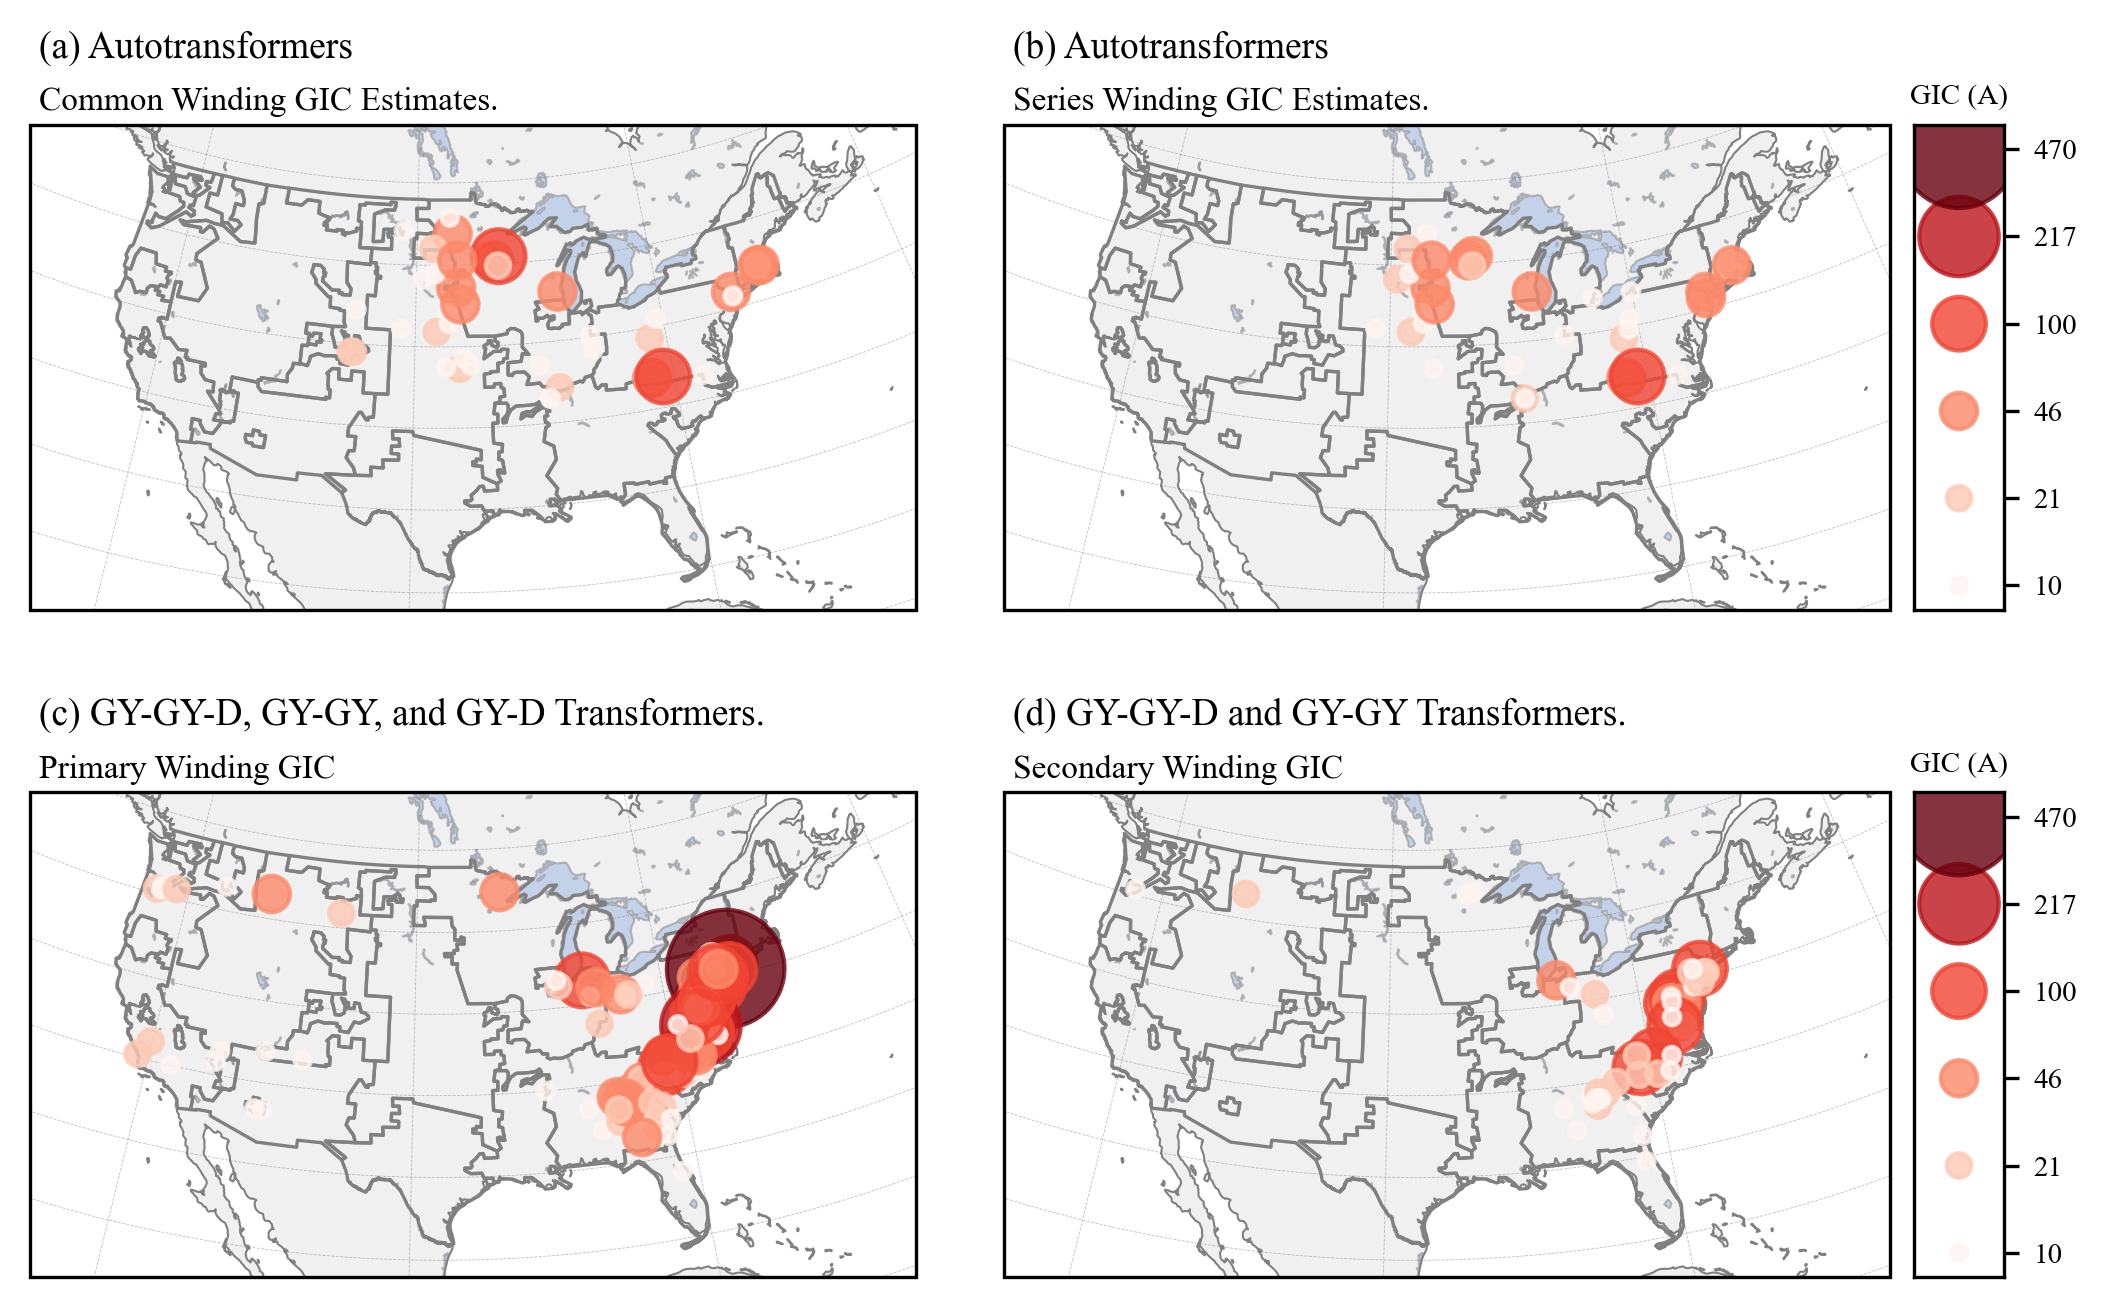 (a) Autotransformers
Common Winding GIC Estimates.
(b) Autotransformers
Series Winding GIC Estimates.
GIC (A)
470
217
100
46
21
10
(c) GY-GY-D, GY-GY, and GY-D Transformers.
Primary Winding GIC
(d) GY-GY-D and GY-GY Transformers.
Secondary Winding GIC
GIC (A)
470
217
100
46
21
10